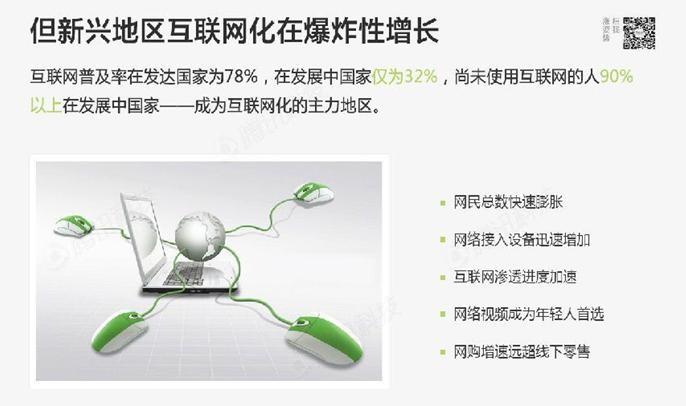 但新兴地区互联网化在爆炸性增长
互联网普及率在发达国家为78%，在发展中国家仅为32%，尚未使用互联网的人90%
以上在发展中国家——成为互联网化的主力地区。
网民总数快速膨胀
网络接入设备迅速增加
互联网渗透进度加速
网络视频成为年轻人首选
网购增速远超线下零售